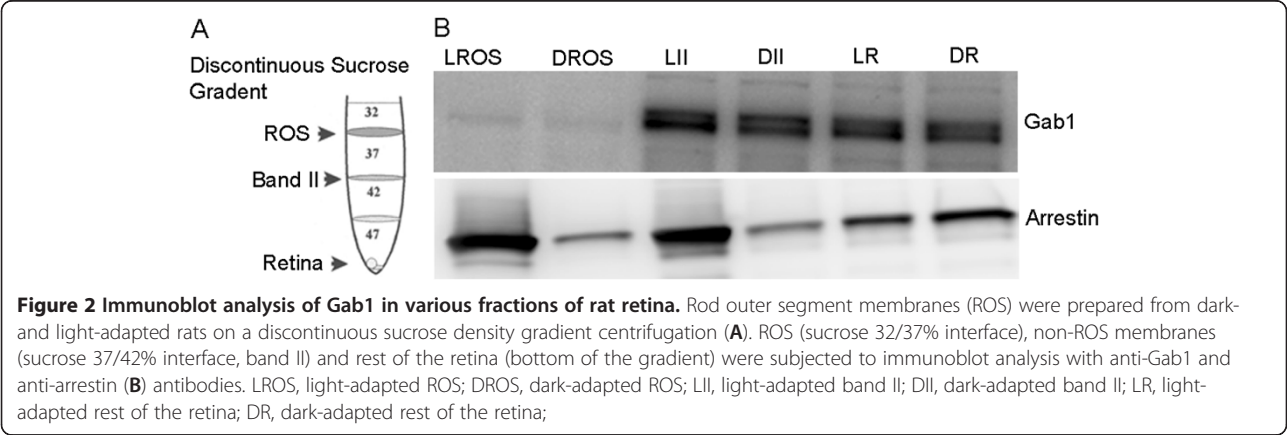 A
Discontinuous Sucrose
Gradent
32
ROS
37
Band II
42
47
Retina
B
LROS DROS LII DII LR DR
Gab1
Arrestin
Figure 2 Immunoblot analysis of Gab1 in various fractions of rat retina. Rod outer segment membranes (ROS) were prepared from dark-
and light-adapted rats on a discontinuous sucrose density gradient centrifugation (A). ROS (sucrose 32/37% interface), non-ROS membranes
(sucrose 37/42% interface, band II) and rest of the retina (bottom of the gradient) were subjected to immunoblot analysis with anti-Gab1 and
anti-arrestin (B) antibodies. LROS, light-adapted ROS; DROS, dark-adapted ROS; LII, light-adapted band II; DII, dark-adapted band II; LR, light-
adapted rest of the retina; DR, dark-adapted rest of the retina;